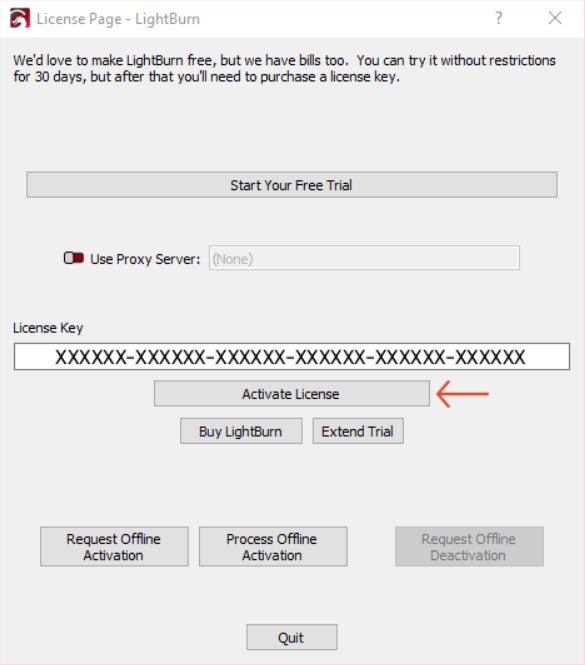 License Page - LightBurn
?
We'd love to make LightBurn free, but we have bills too.  You can try it without restrictions
for 30 days, but after that you'll need to purchase a license key.
Start Your Free Trial
Use Proxy Server:
(None)
License Key
XXXXXX-XXXXXX-XXXXXX-XXXXXX-XXXXXX-XXXXXX
Activate License
Buy LightBurn
Extend Trial
Request Offline
Activation
Process Offline
Activation
Request Offline
Deactivation
Quit